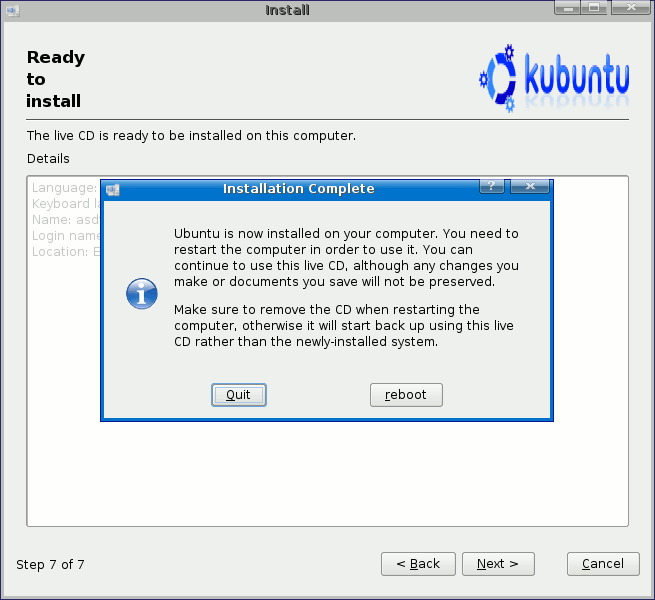 Install
Ready
to
install
kubuntu
The live CD is ready to be installed on this computer.
Details
Language:
Keyboard
Name: asd
Login name
Location:
Installation Complete
?
Ubuntu is now installed on your computer. You need to
restart the computer in order to use it. You can
continue to use this live CD, although any changes you
make or documents you save will not be preserved.
Make sure to remove the CD when restarting the
computer, otherwise it will start back up using this live
CD rather than the newly-installed system.
Quit
reboot
Step 7 of 7
< Back
Next >
Cancel